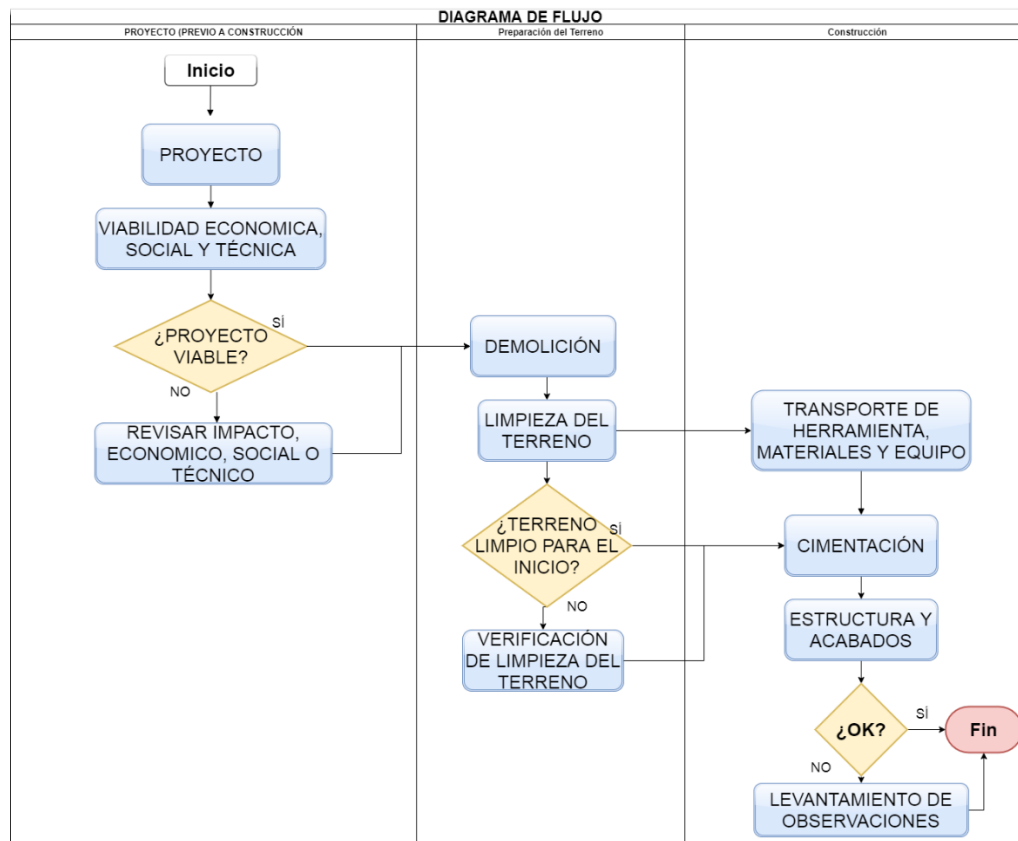 DIAGRAMA DE FLUJO
PROYECTO (PREVIO A CONSTRUCCIÓN
Preparación del Terreno
Construcción
Inicio
PROYECTO
VIABILIDAD ECONOMICA,
SOCIAL Y TÉCNICA
¿PROYECTO
VIABLE?
SÍ
NO
REVISAR IMPACTO,
ECONOMICO, SOCIAL O
TÉCNICO
DEMOLICIÓN
LIMPIEZA DEL
TERRENO
¿TERRENO
LIMPIO PARA EL
INICIO?
SÍ
NO
VERIFICACIÓN
DE LIMPIEZA DEL
TERRENO
TRANSPORTE DE
HERRAMIENTA,
MATERIALES Y EQUIPO
CIMENTACIÓN
ESTRUCTURA Y
ACABADOS
¿OK?
SÍ
Fin
NO
LEVANTAMIENTO DE
OBSERVACIONES